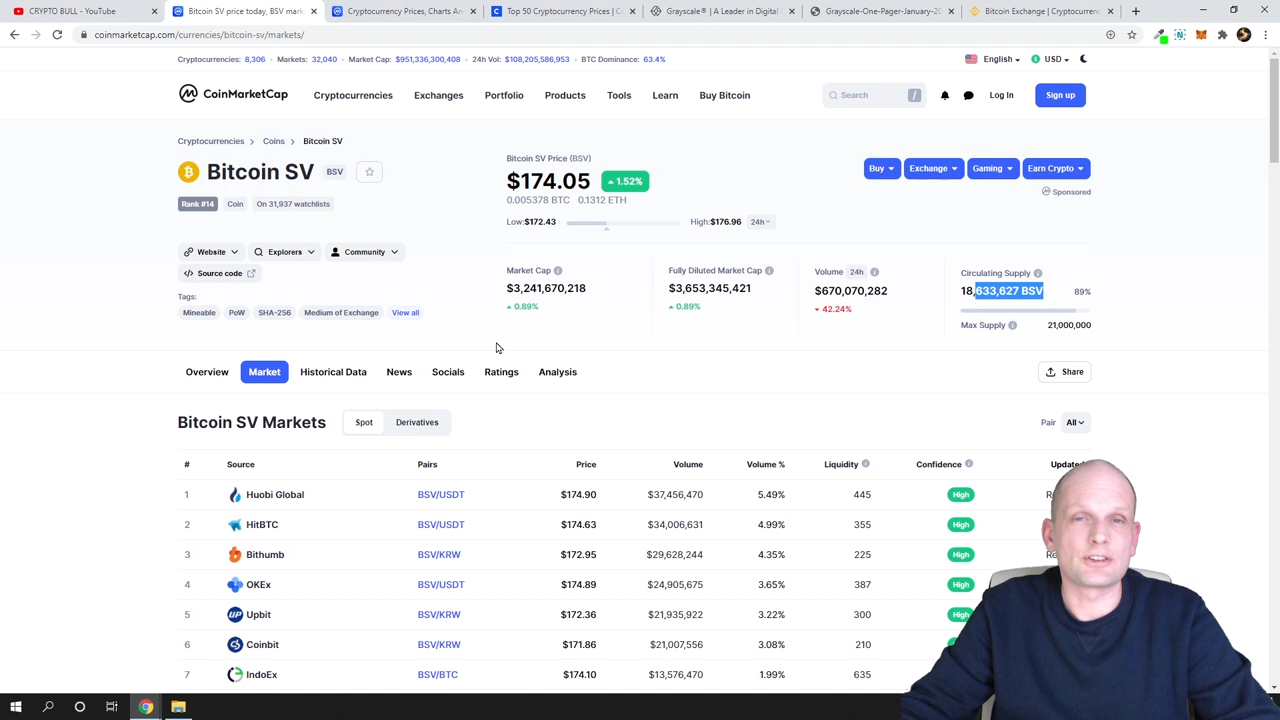 CRYPTO BULL - YouTube
Bitcoin SV price today, BSV mark
Cryptocurrency Prices, Charts An
Top 50 Cryptocurrency Prices | C
Grayscale® | A Leader in Digital C
Grayscale-One-Pager-January-20
Bitcoin Exchange | Cryptocurrenc
coinmarketcap.com/currencies/bitcoin-sv/markets/
Cryptocurrencies: 8,306 Markets: 32,040 Market Cap: $951,336,300,408 24h Vol: $108,205,586,953 BTC Dominance: 63.4%
English USD
CoinMarketCap
Cryptocurrencies Exchanges Portfolio Products Tools Learn Buy Bitcoin
Search /
Log In
Sign up
Cryptocurrencies > Coins > Bitcoin SV
Bitcoin SV BSV
Rank #14 Coin On 31,937 watchlists
Website Explorers Community
Source code
Tags:
Mineable PoW SHA-256 Medium of Exchange View all
Bitcoin SV Price (BSV)
$174.05 1.52%
0.005378 BTC 0.1312 ETH
Low:$172.43 High:$176.96 24h
Buy Exchange Gaming Earn Crypto
Sponsored
Market Cap
$3,241,670,218
0.89%
Fully Diluted Market Cap
$3,653,345,421
0.89%
Volume 24h
$670,070,282
42.24%
Circulating Supply
18,633,627 BSV 89%
Max Supply 21,000,000
Overview Market Historical Data News Socials Ratings Analysis
Share
Bitcoin SV Markets Spot Derivatives
Pair All
# Source Pairs Price Volume Volume % Liquidity Confidence Updated
1 Huobi Global BSV/USDT $174.90 $37,456,470 5.49% 445 High
2 HitBTC BSV/USDT $174.63 $34,006,631 4.99% 355 High
3 Bithumb BSV/KRW $172.95 $29,628,244 4.35% 225 High
4 OKEx BSV/USDT $174.89 $24,905,675 3.65% 387 High
5 Upbit BSV/KRW $172.36 $21,935,922 3.22% 300 High
6 Coinbit BSV/KRW $171.86 $21,007,556 3.08% 210
7 IndoEx BSV/BTC $174.10 $13,576,470 1.99% 635